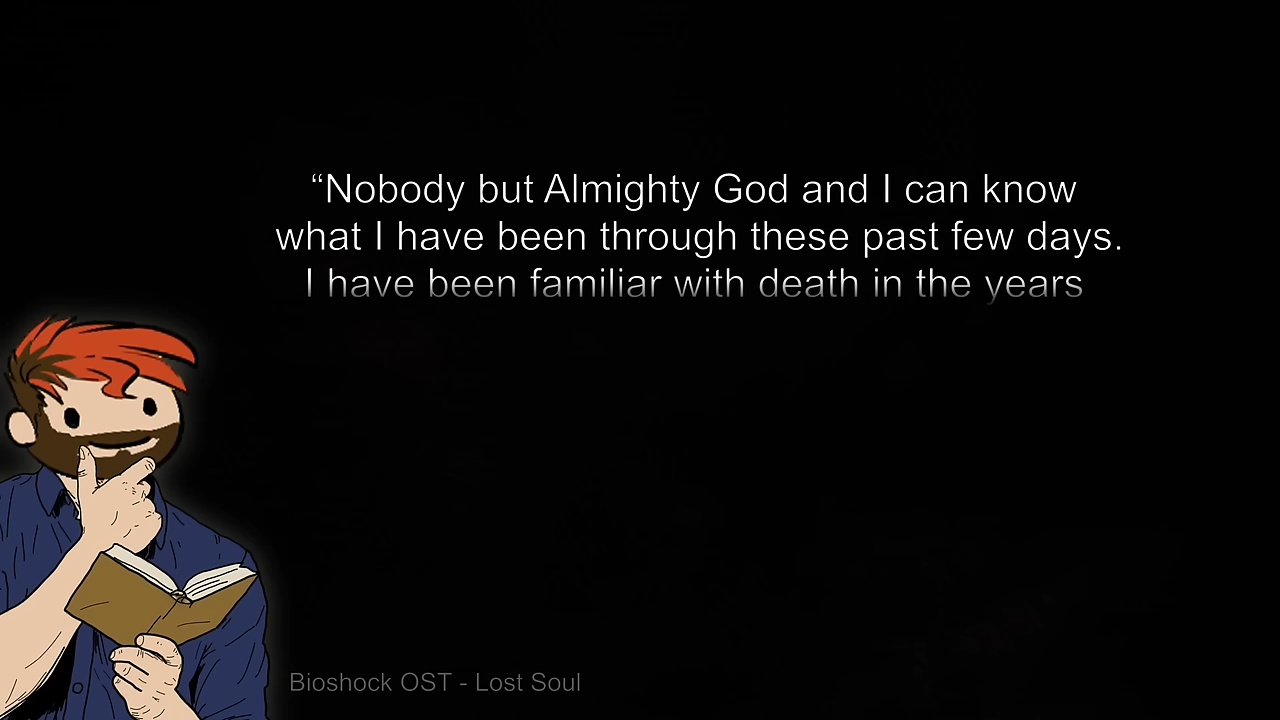 “Nobody but Almighty God and I can know
what I have been through these past few days.
I have been familiar with death in the years
Bioshock OST - Lost Soul